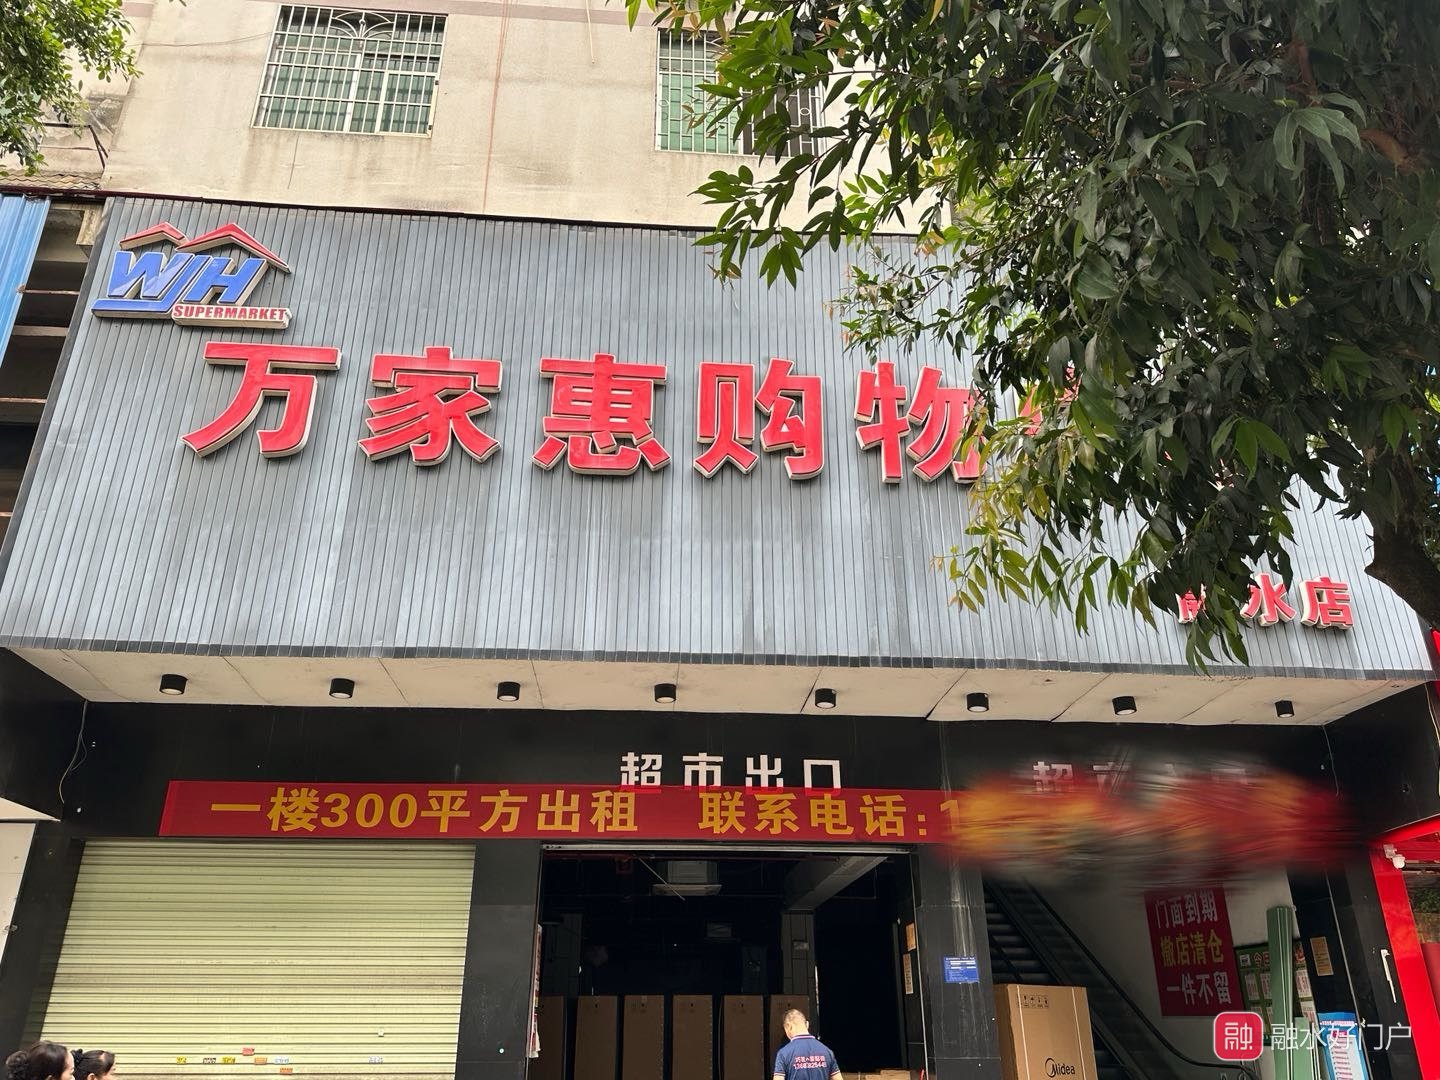 WJH
SUPERMARKET
万家惠购物
水店
超市出口
一楼300平方出租 联系电话:1
门面到期
撤店清仓
一件不留
Midea
融 融水好门户